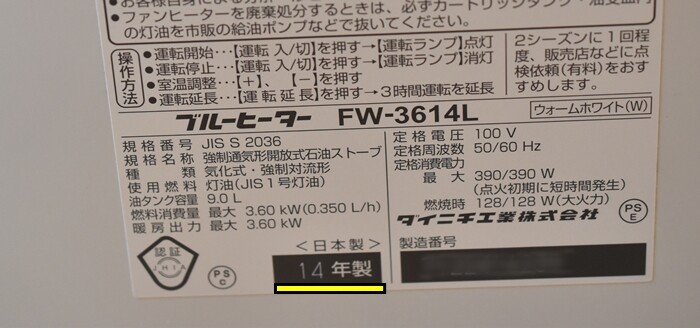 ●ファンヒーターを廃棄処分するときは、必ずカートリッジタンク・油受皿内
の灯油を市販の給油ポンプなどで抜いてください。
操作方法
●運転開始…【運転 入/切】を押す→【運転ランプ】点灯
●運転停止…【運転 入/切】を押す→【運転ランプ】消灯
●室温調整…【＋】、【－】を押す
●運転延長…【運転延長】を押す→3時間運転を延長
2シーズンに1回程
度、販売店などに点
検依頼(有料)をおす
すめします。
ブルーヒーター FW-3614L
ウォームホワイト(W)
規格番号 JIS S 2036
規格名称 強制通気形開放式石油ストーブ
種類 気化式・強制対流形
使用燃料 灯油(JIS1号灯油)
油タンク容量 9.0L
燃料消費量 最大 3.60 kW(0.350 L/h)
暖房出力 最大 3.60 kW
定格電圧 100 V
定格周波数 50/60 Hz
定格消費電力
最大 390/390 W
(点火初期に短時間発生)
燃焼時 128/128 W(大火力)
ダイニチ工業株式会社
PS
E
認証
JHIA
PS
C
＜日本製＞
14年製
製造番号